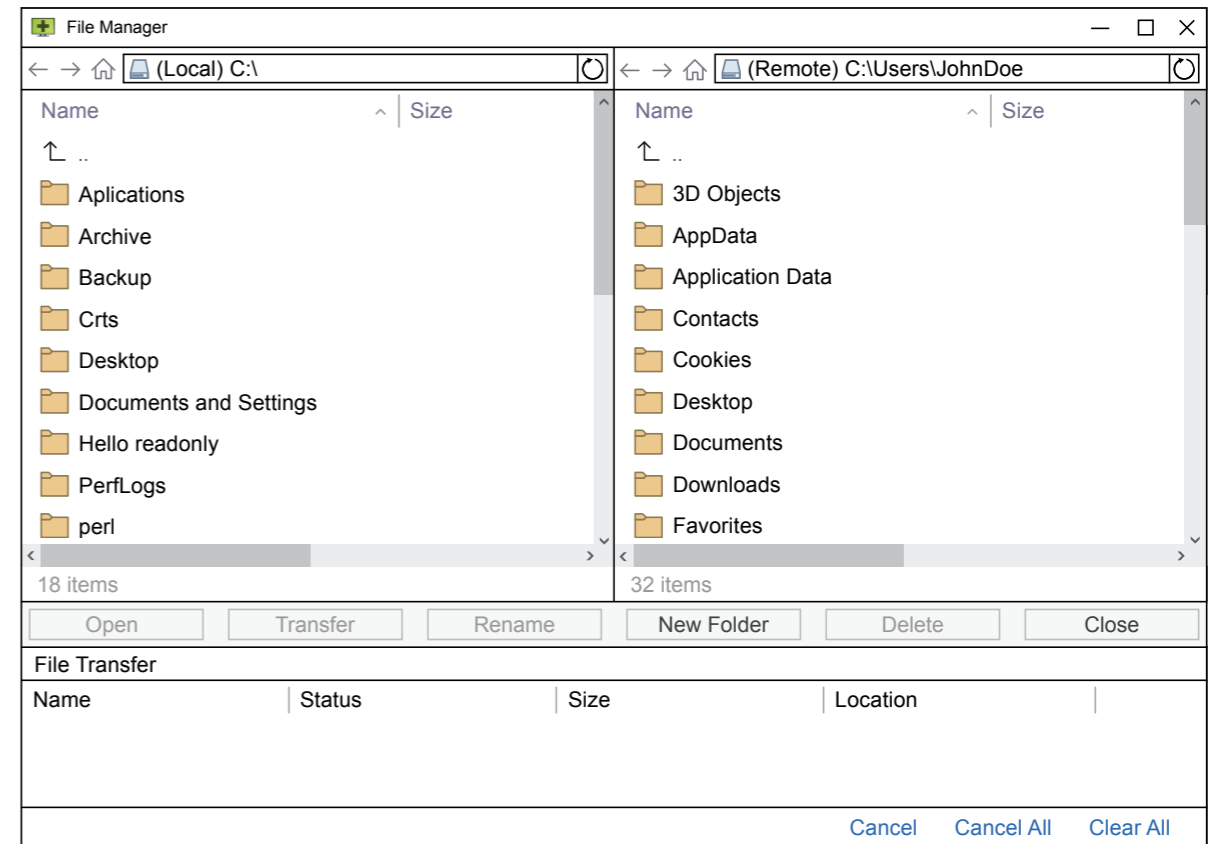 File Manager
(Local) C:\
(Remote) C:\Users\JohnDoe
Name Size
..
Aplications
Archive
Backup
Crts
Desktop
Documents and Settings
Hello readonly
PerfLogs
perl
18 items
Name Size
..
3D Objects
AppData
Application Data
Contacts
Cookies
Desktop
Documents
Downloads
Favorites
32 items
Open Transfer Rename New Folder Delete Close
File Transfer
Name Status Size Location
Cancel Cancel All Clear All